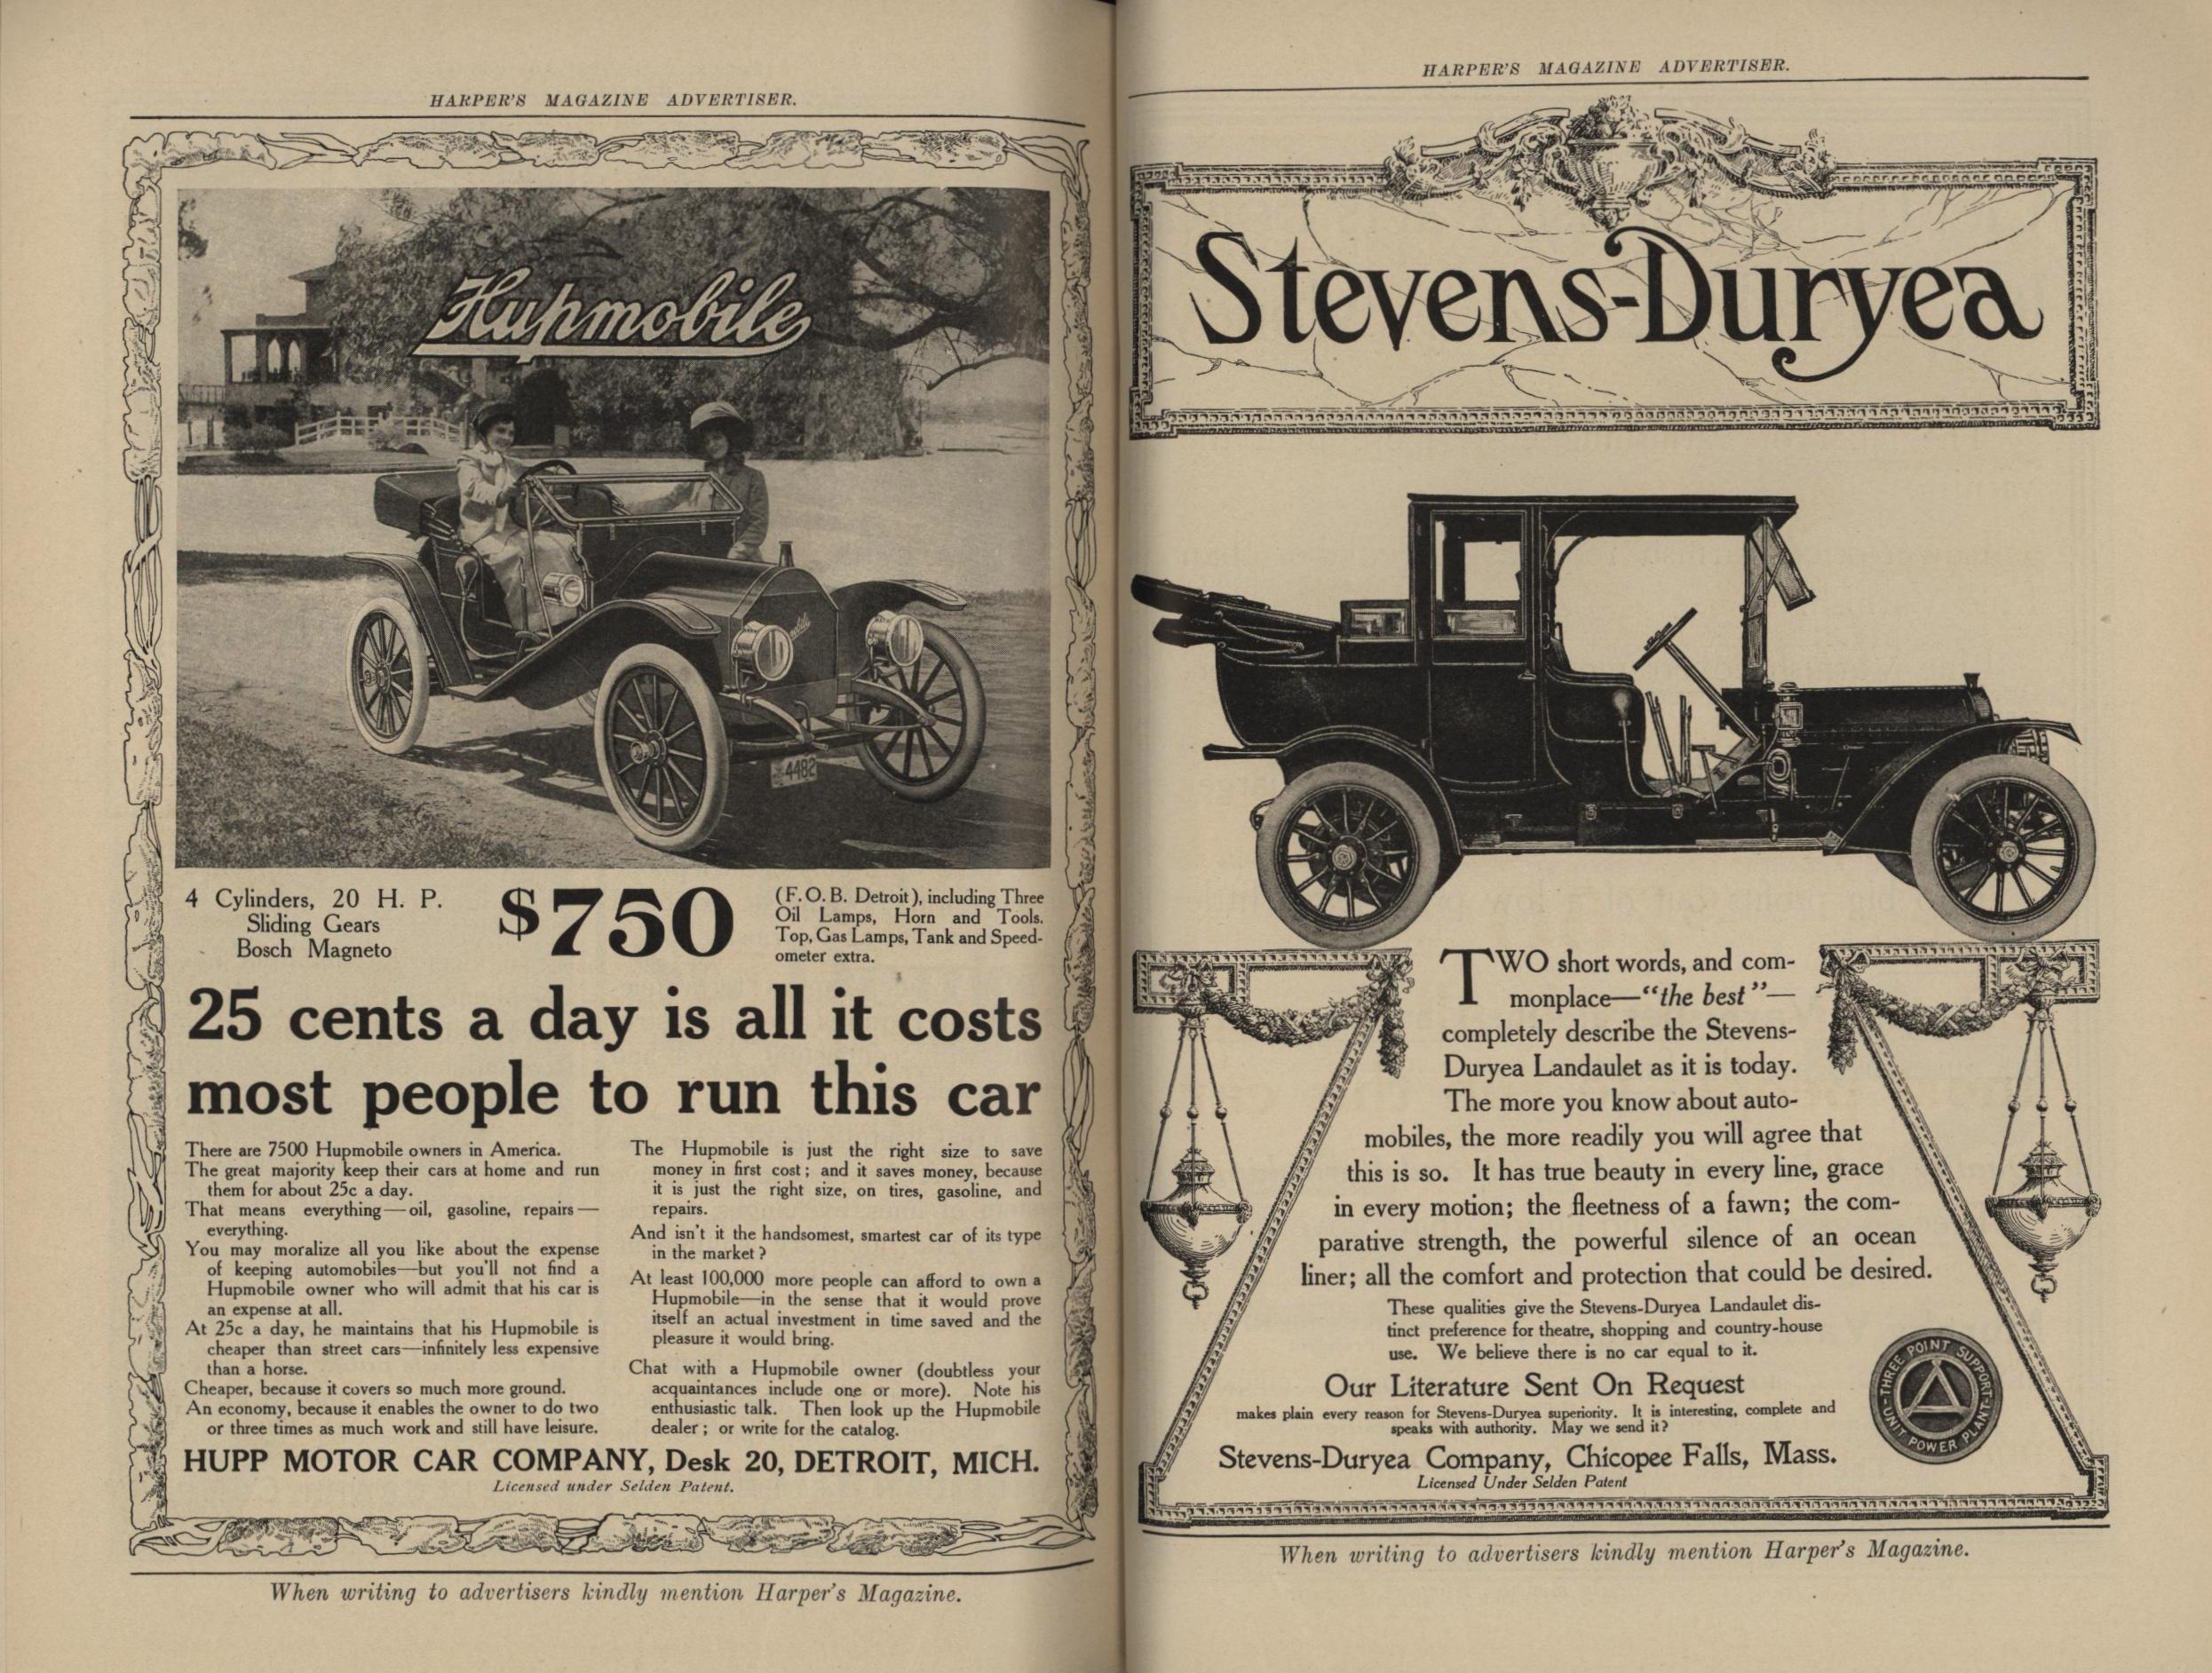 HARPER'S MAGAZINE ADVERTISER.
Hupmobile
4482
4 Cylinders, 20 H. P.
Sliding Gears
Bosch Magneto
$750
(F. O. B. Detroit), including Three
Oil Lamps, Horn and Tools.
Top, Gas Lamps, Tank and Speed-
ometer extra.
25 cents a day is all it costs
most people to run this car
There are 7500 Hupmobile owners in America.
The great majority keep their cars at home and run
them for about 25c a day.
That means everything—oil, gasoline, repairs—
everything.
You may moralize all you like about the expense
of keeping automobiles—but you'll not find a
Hupmobile owner who will admit that his car is
an expense at all.
At 25c a day, he maintains that his Hupmobile is
cheaper than street cars—infinitely less expensive
than a horse.
Cheaper, because it covers so much more ground.
An economy, because it enables the owner to do two
or three times as much work and still have leisure.
The Hupmobile is just the right size to save
money in first cost; and it saves money, because
it is just the right size, on tires, gasoline, and
repairs.
And isn't it the handsomest, smartest car of its type
in the market?
At least 100,000 more people can afford to own a
Hupmobile—in the sense that it would prove
itself an actual investment in time saved and the
pleasure it would bring.
Chat with a Hupmobile owner (doubtless your
acquaintances include one or more). Note his
enthusiastic talk. Then look up the Hupmobile
dealer; or write for the catalog.
HUPP MOTOR CAR COMPANY, Desk 20, DETROIT, MICH.
Licensed under Selden Patent.
When writing to advertisers kindly mention Harper's Magazine.
HARPER'S MAGAZINE ADVERTISER.
Stevens-Duryea
TWO short words, and com-
monplace—"the best"—
completely describe the Stevens-
Duryea Landaulet as it is today.
The more you know about auto-
mobiles, the more readily you will agree that
this is so. It has true beauty in every line, grace
in every motion; the fleetness of a fawn; the com-
parative strength, the powerful silence of an ocean
liner; all the comfort and protection that could be desired.
These qualities give the Stevens-Duryea Landaulet dis-
tinct preference for theatre, shopping and country-house
use. We believe there is no car equal to it.
Our Literature Sent On Request
makes plain every reason for Stevens-Duryea superiority. It is interesting, complete and
speaks with authority. May we send it?
Stevens-Duryea Company, Chicopee Falls, Mass.
Licensed Under Selden Patent
THREE POINT SUPPORT
UNIT POWER PLANT
When writing to advertisers kindly mention Harper's Magazine.